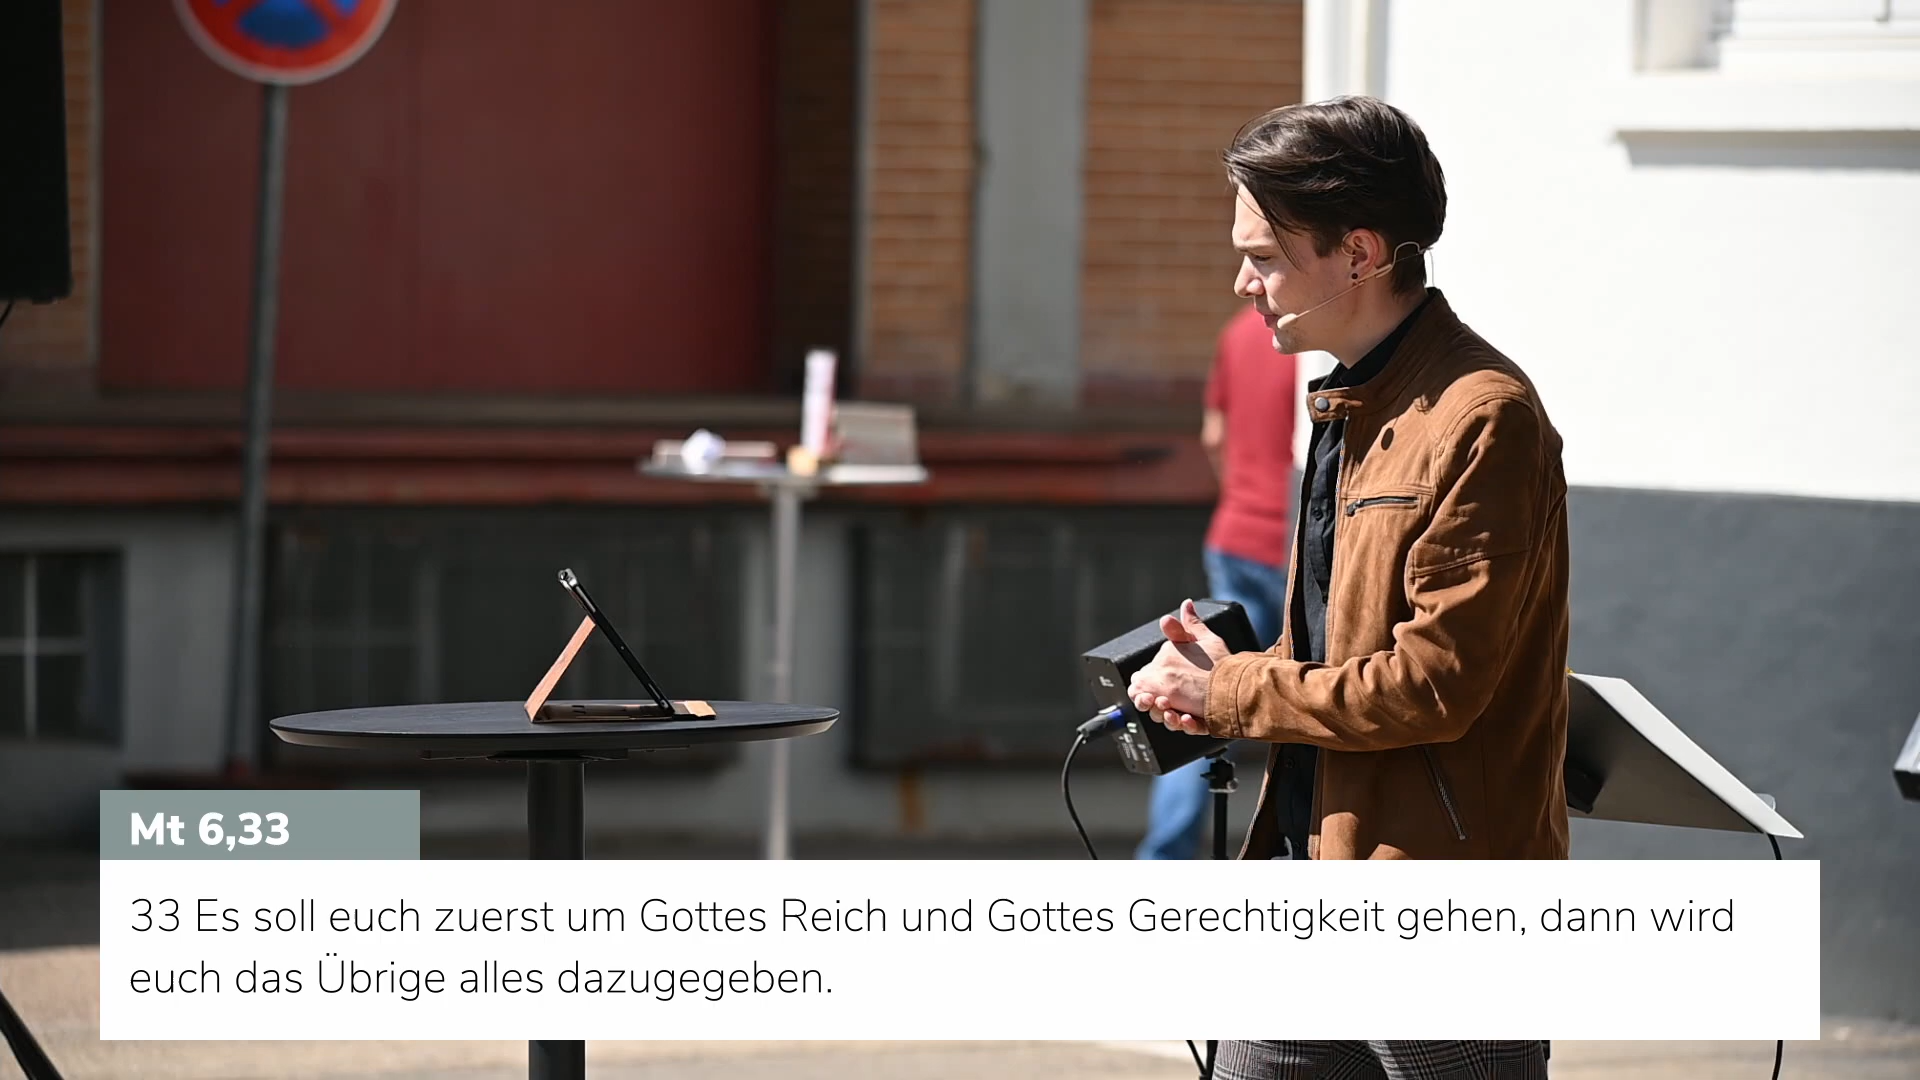 Mt 6,33
33 Es soll euch zuerst um Gottes Reich und Gottes Gerechtigkeit gehen, dann wird
euch das Übrige alles dazugegeben.